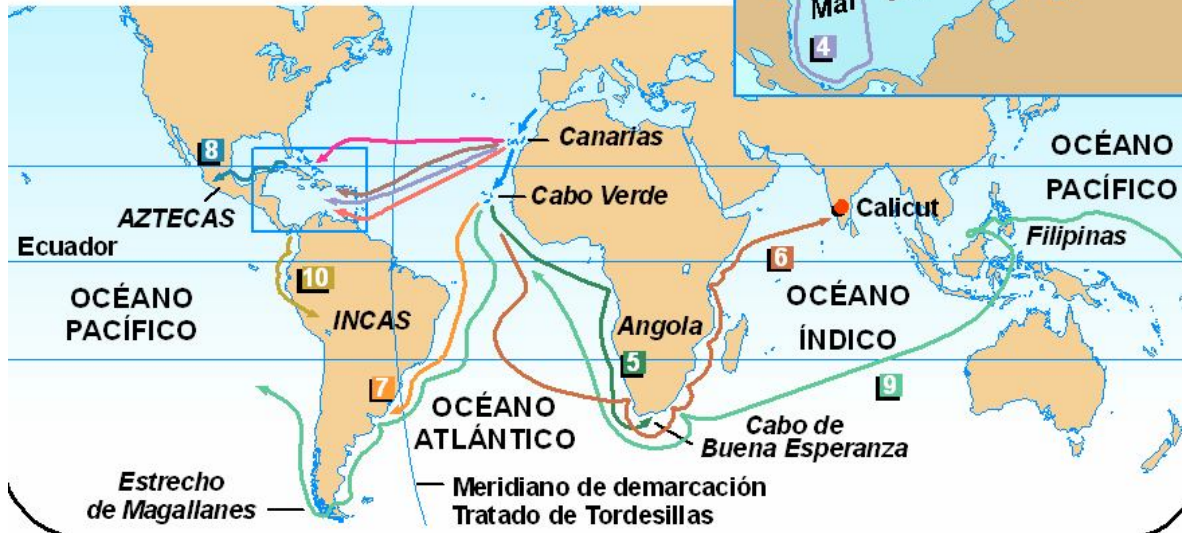 Mar
4
8
Canarias
OCÉANO
PACÍFICO
Cabo Verde
AZTECAS
Calicut
Filipinas
Ecuador
6
10
OCÉANO
PACÍFICO
INCAS
Angola
OCÉANO
ÍNDICO
5
7
9
OCÉANO
ATLÁNTICO
Cabo de
Buena Esperanza
Estrecho
de Magallanes
Meridiano de demarcación
Tratado de Tordesillas